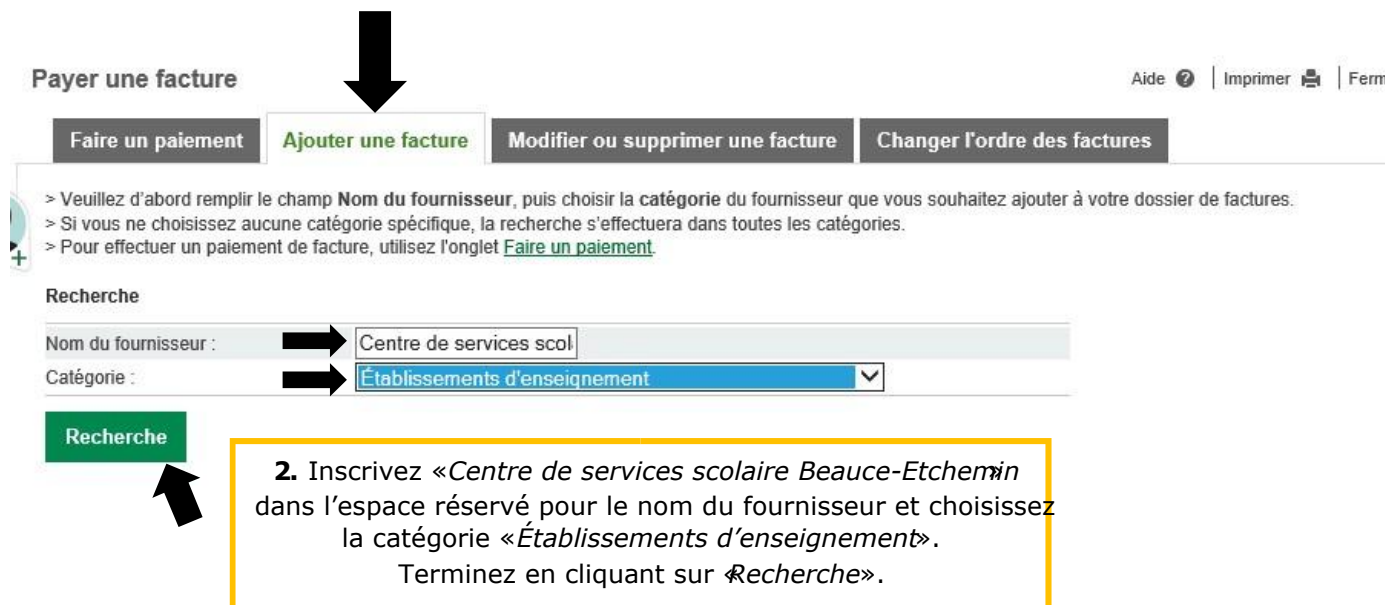 Payer une facture
Aide ? | Imprimer | Ferm
Faire un paiement
Ajouter une facture
Modifier ou supprimer une facture
Changer l'ordre des factures
> Veuillez d'abord remplir le champ Nom du fournisseur, puis choisir la catégorie du fournisseur que vous souhaitez ajouter à votre dossier de factures.
> Si vous ne choisissez aucune catégorie spécifique, la recherche s'effectuera dans toutes les catégories.
> Pour effectuer un paiement de facture, utilisez l'onglet Faire un paiement.
Recherche
Nom du fournisseur : Centre de services scol
Catégorie : Établissements d'enseignement
Recherche
2. Inscrivez «Centre de services scolaire Beauce-Etchemin»
dans l’espace réservé pour le nom du fournisseur et choisissez
la catégorie «Établissements d’enseignement».
Terminez en cliquant sur «Recherche».